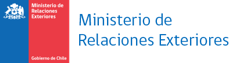 Ministerio de
Relaciones Exteriores
Gobierno de Chile
Ministerio de
Relaciones Exteriores